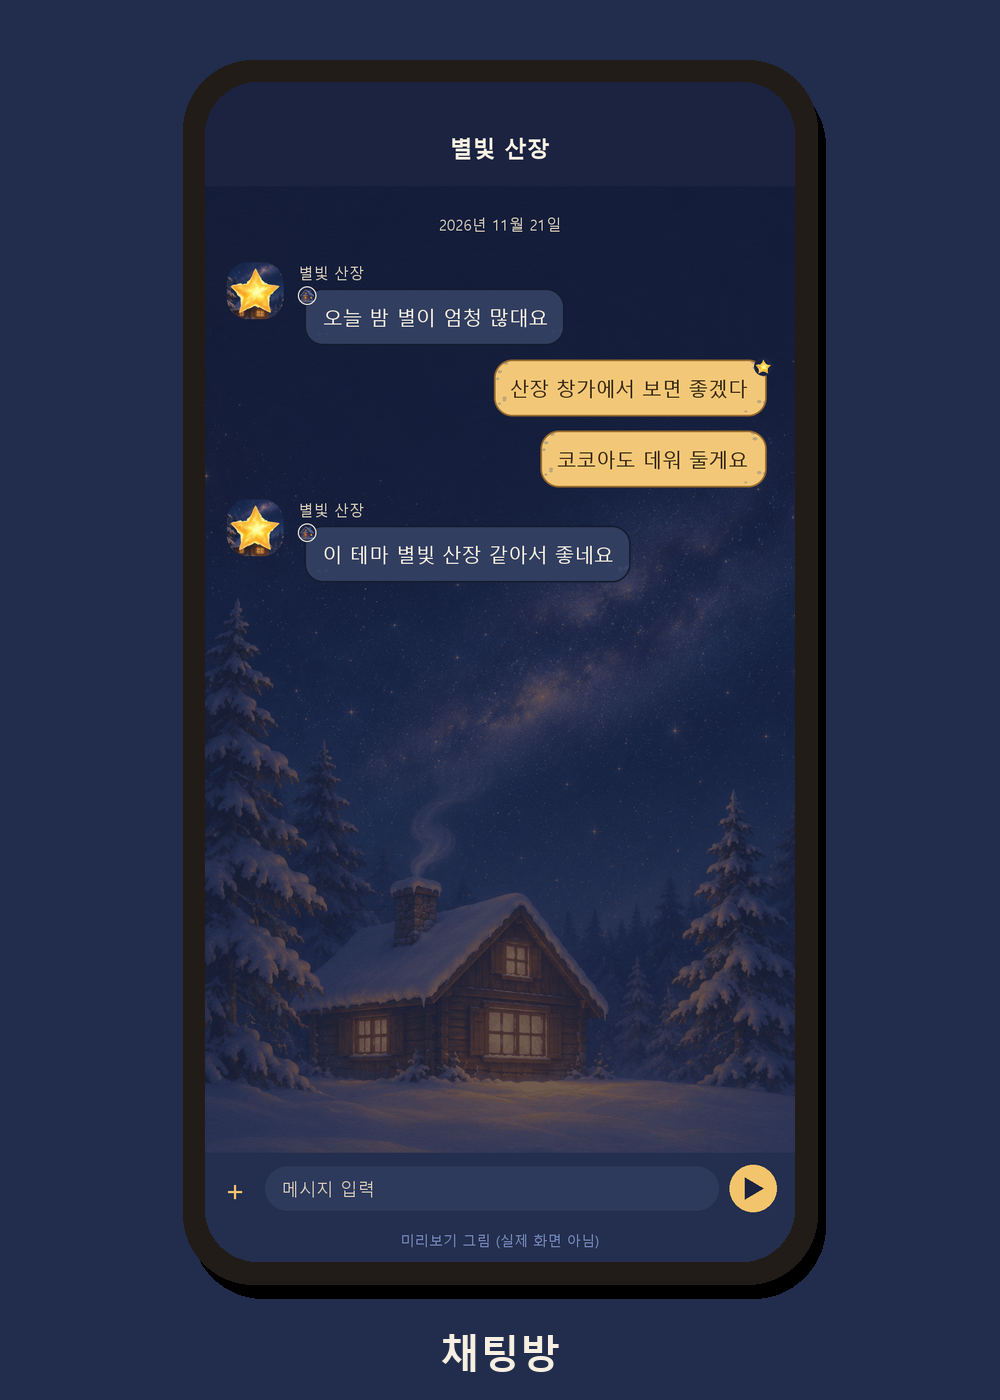 별빛 산장
2026년 11월 21일
별빛 산장
오늘 밤 별이 엄청 많대요
산장 창가에서 보면 좋겠다
코코아도 데워 둘게요
별빛 산장
이 테마 별빛 산장 같아서 좋네요
+ 메시지 입력
미리보기 그림 (실제 화면 아님)
채팅방